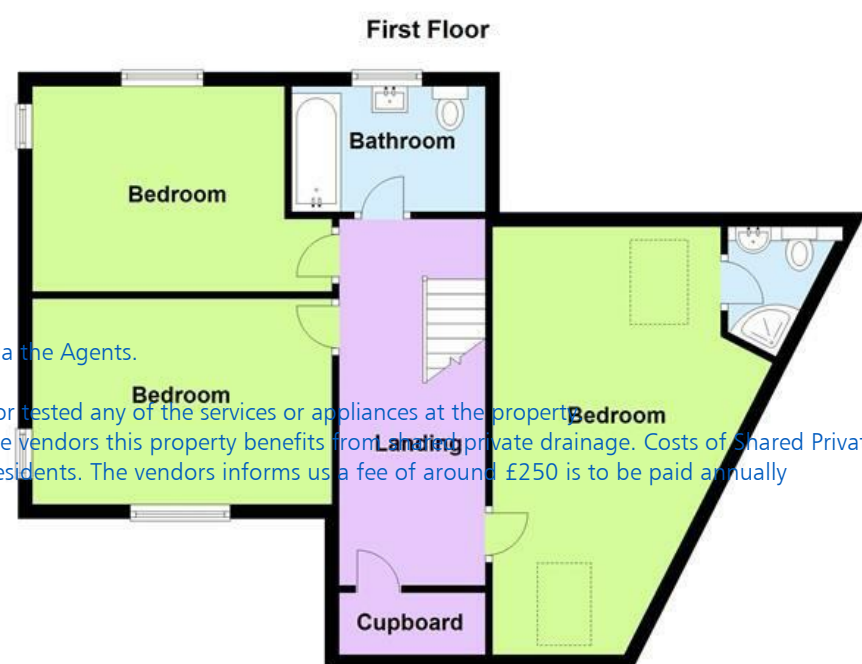 First Floor
Bathroom
Bedroom
a the Agents.
Bedroom
or tested any of the services or appliances at the property
Bedroom
e vendors this property benefits from shared private drainage. Costs of Shared Privat
Landing
esidents. The vendors informs us a fee of around £250 is to be paid annually
Cupboard